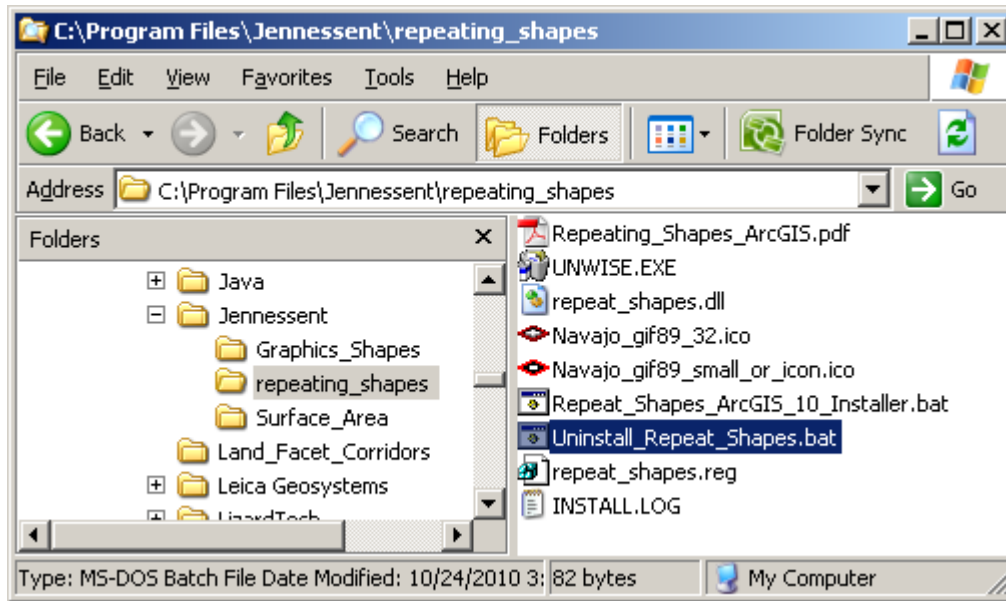 C:\Program Files\Jennessent\repeating_shapes
File Edit View Favorites Tools Help
Back Search Folders Folder Sync
Address C:\Program Files\Jennessent\repeating_shapes Go
Folders
Java
Jennessent
Graphics_Shapes
repeating_shapes
Surface_Area
Land_Facet_Corridors
Leica Geosystems
LizardTech
Repeating_Shapes_ArcGIS.pdf
UNWISE.EXE
repeat_shapes.dll
Navajo_gif89_32.ico
Navajo_gif89_small_or_icon.ico
Repeat_Shapes_ArcGIS_10_Installer.bat
Uninstall_Repeat_Shapes.bat
repeat_shapes.reg
INSTALL.LOG
Type: MS-DOS Batch File Date Modified: 10/24/2010 3: 82 bytes My Computer